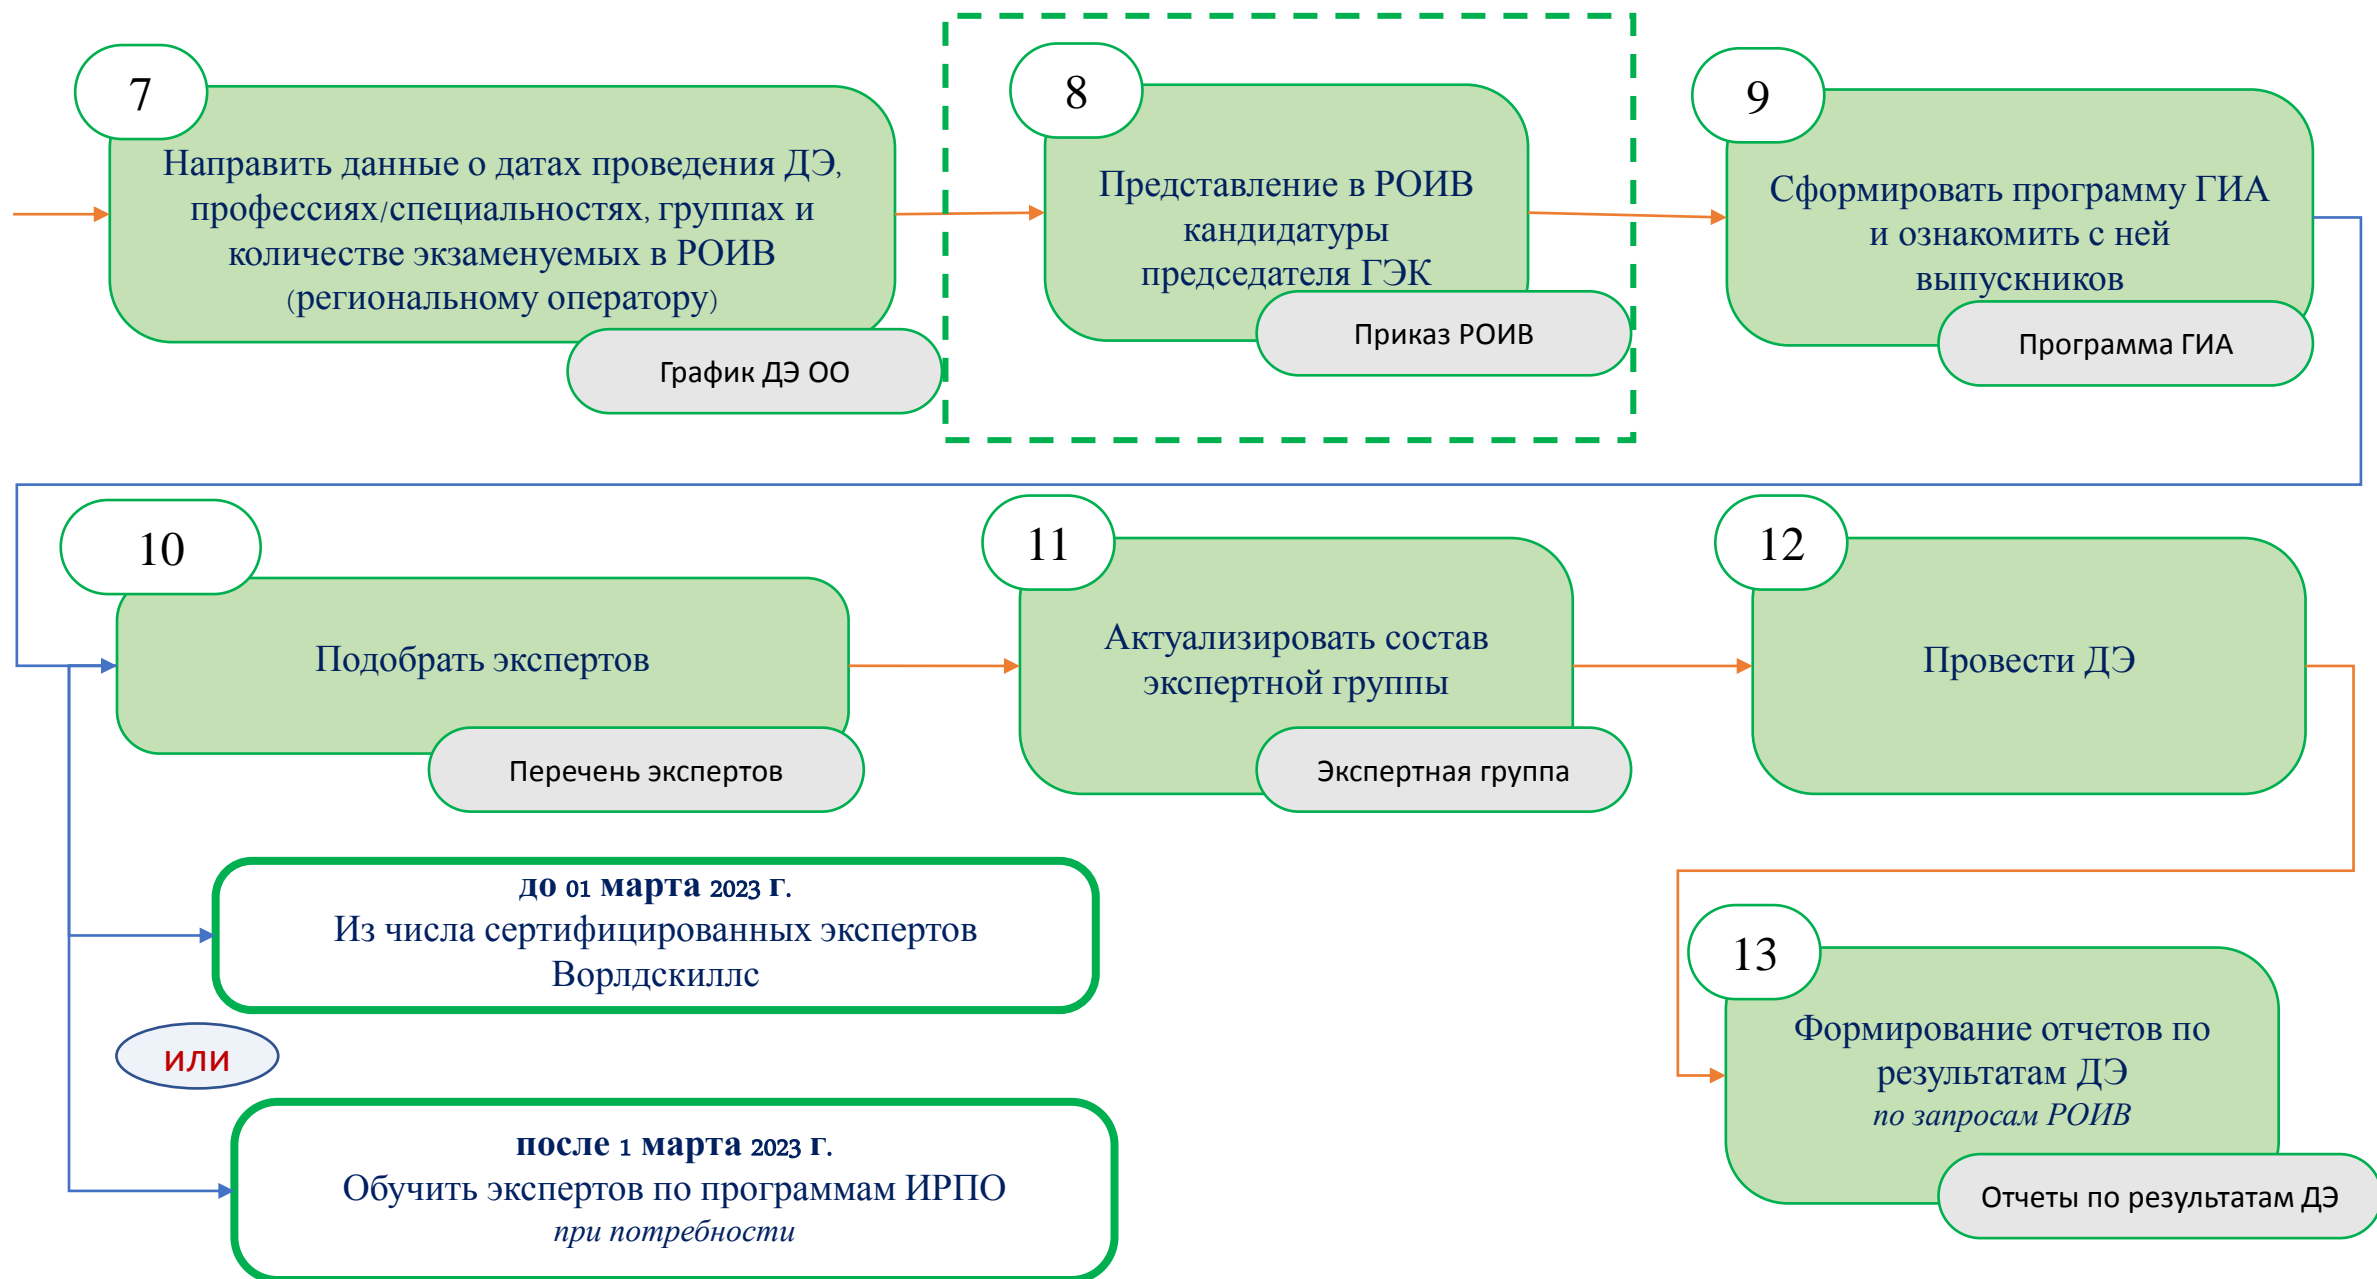 7
Направить данные о датах проведения ДЭ,
профессиях/специальностях, группах и
количестве экзаменуемых в РОИВ
(региональному оператору)
График ДЭ ОО
8
Представление в РОИВ
кандидатуры
председателя ГЭК
Приказ РОИВ
9
Сформировать программу ГИА
и ознакомить с ней
выпускников
Программа ГИА
10
Подобрать экспертов
Перечень экспертов
11
Актуализировать состав
экспертной группы
Экспертная группа
12
Провести ДЭ
до 01 марта 2023 г.
Из числа сертифицированных экспертов
Ворлдскиллс
или
после 1 марта 2023 г.
Обучить экспертов по программам ИРПО
при потребности
13
Формирование отчетов по
результатам ДЭ
по запросам РОИВ
Отчеты по результатам ДЭ